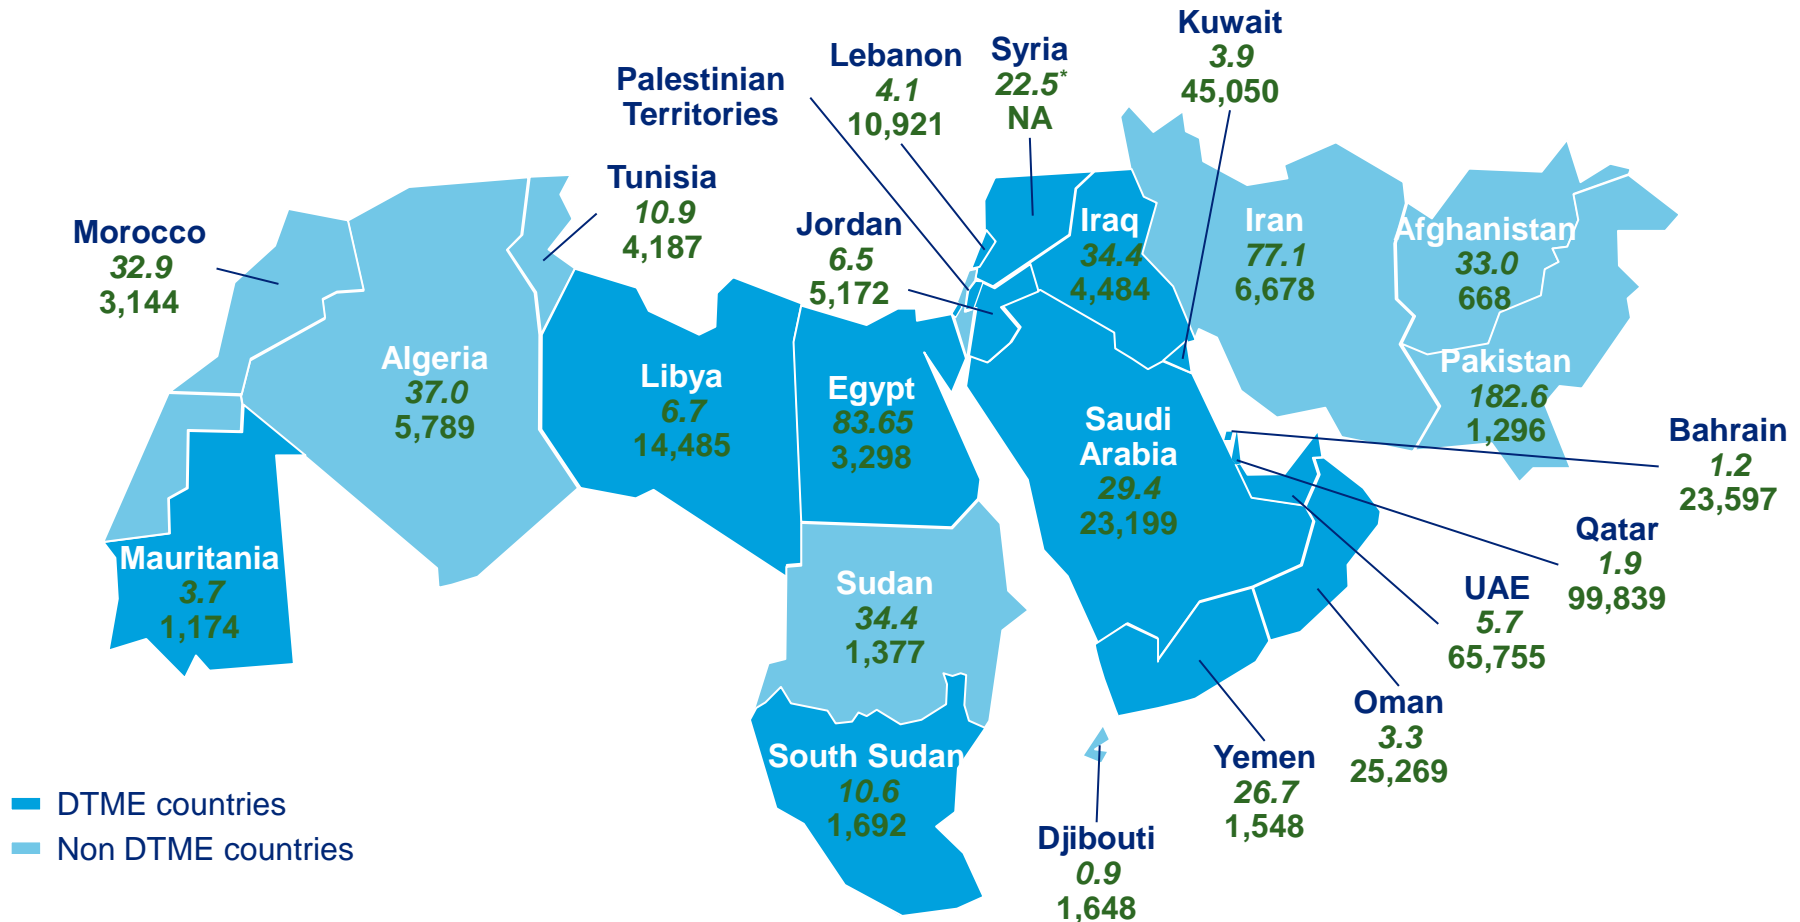 Kuwait
3.9
45,050
Syria
22.5*
NA
Lebanon
4.1
10,921
Palestinian
Territories
Tunisia
10.9
4,187
Morocco
32.9
3,144
Jordan
6.5
5,172
Iraq
34.4
4,484
Iran
77.1
6,678
Afghanistan
33.0
668
Pakistan
182.6
1,296
Algeria
37.0
5,789
Libya
6.7
14,485
Egypt
83.65
3,298
Saudi
Arabia
29.4
23,199
Bahrain
1.2
23,597
Qatar
1.9
99,839
UAE
5.7
65,755
Oman
3.3
25,269
Yemen
26.7
1,548
Djibouti
0.9
1,648
Mauritania
3.7
1,174
Sudan
34.4
1,377
South Sudan
10.6
1,692
DTME countries
Non DTME countries